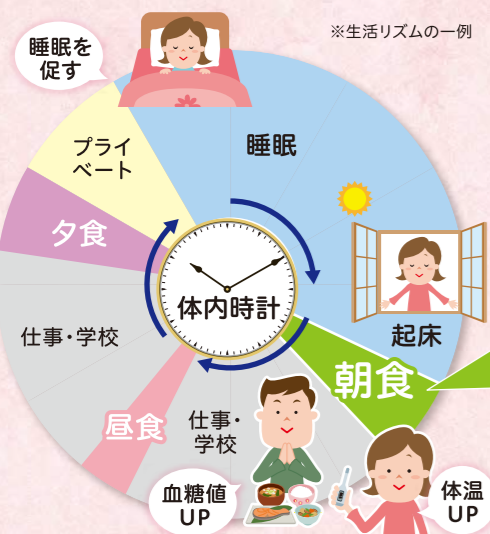 ※生活リズムの一例
睡眠を
促す
プライ
ベート
睡眠
夕食
体内時計
起床
仕事・学校
朝食
昼食
仕事・
学校
血糖値
UP
体温
UP